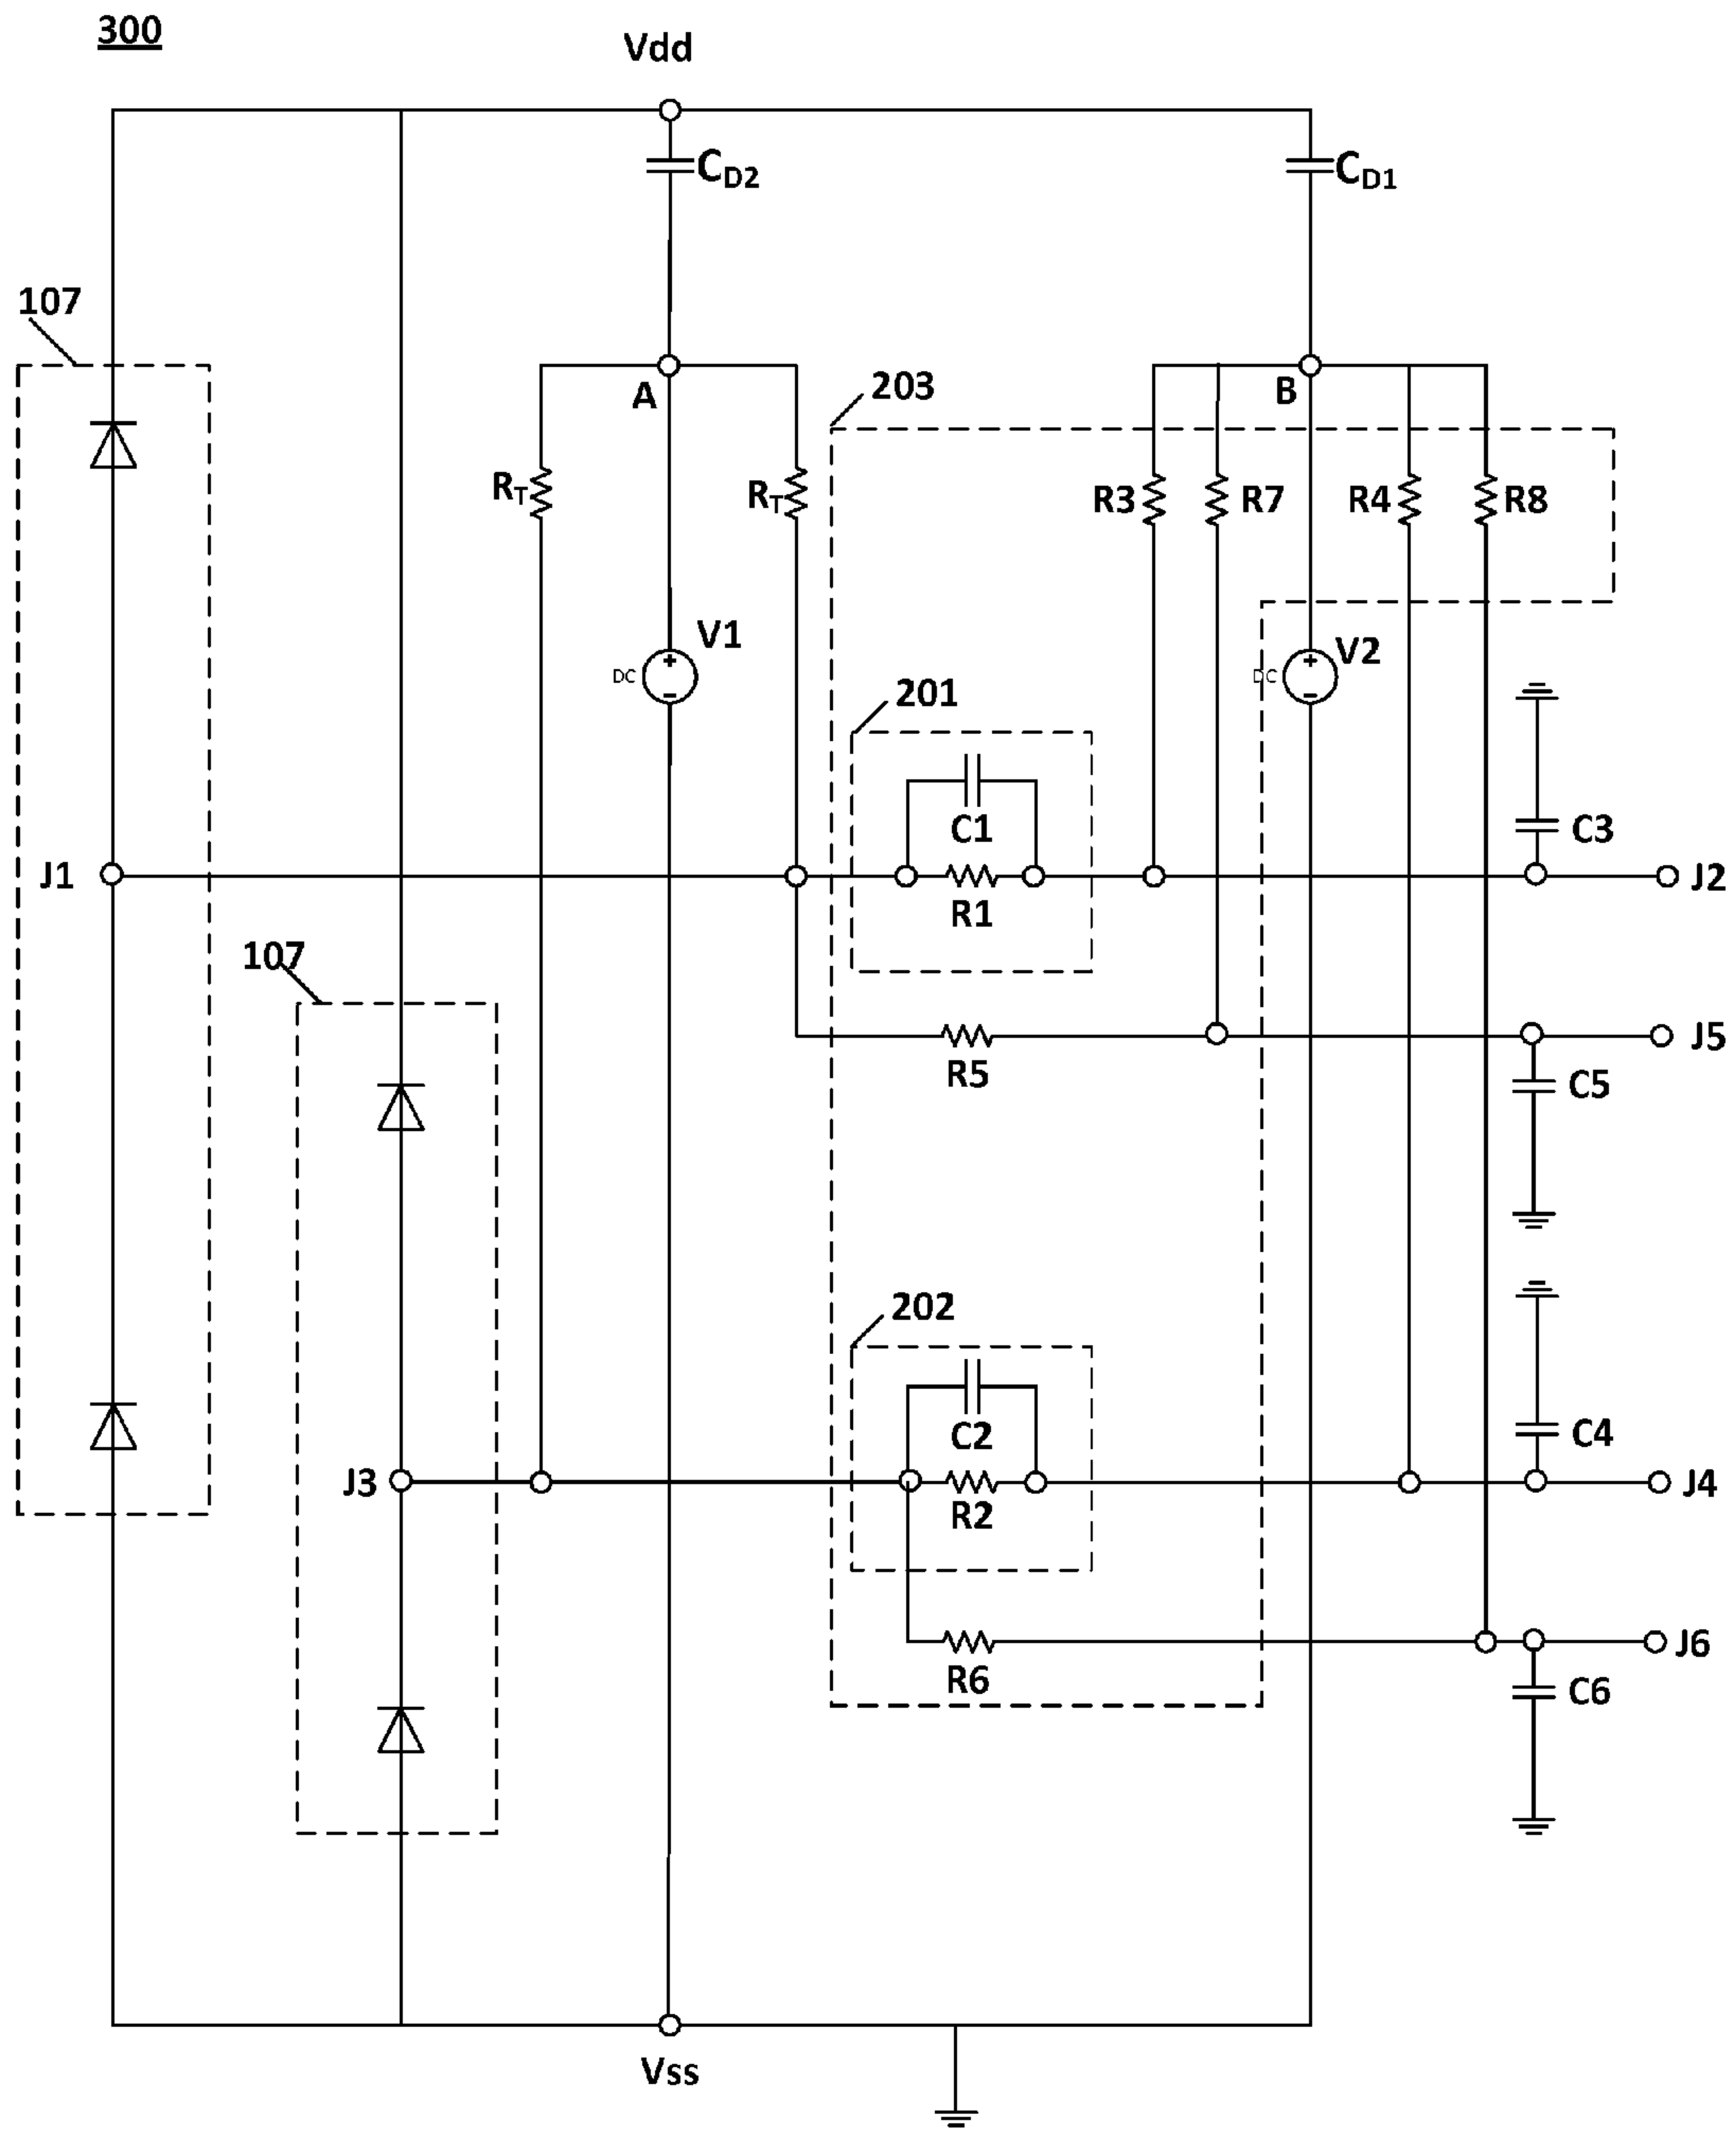 300
Vdd
CD2
CD1
107
A
B
203
RT
RT
R3
R7
R4
R8
V1
DC
V2
DC
201
C1
C3
J1
R1
J2
107
J5
R5
C5
202
C2
C4
J3
R2
J4
J6
R6
C6
Vss